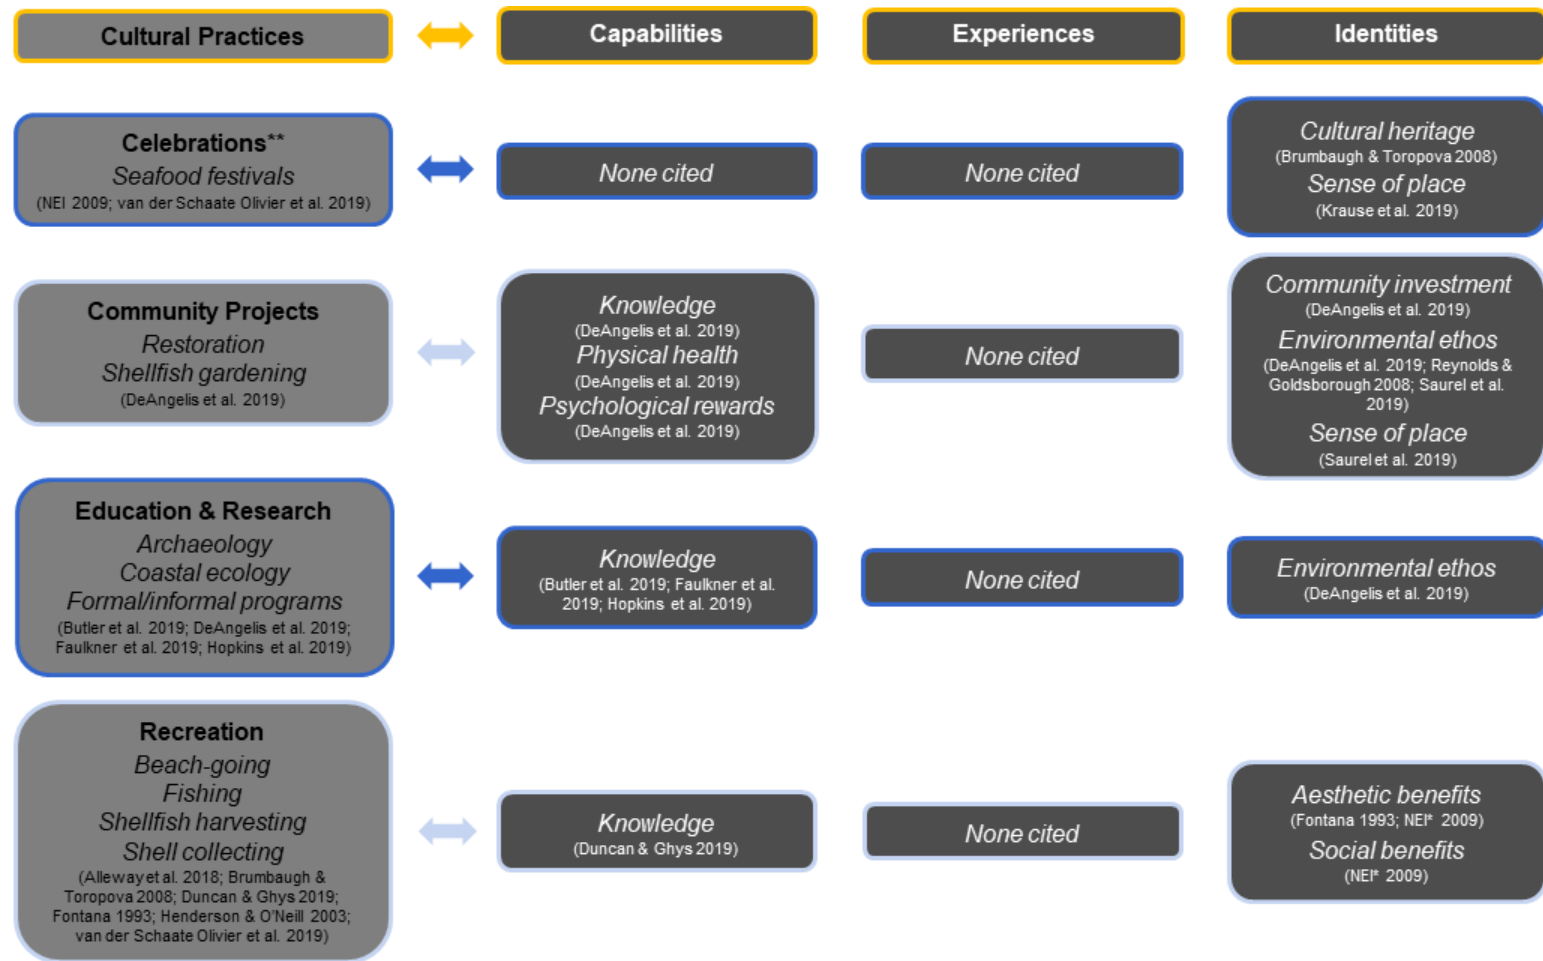 Cultural Practices
Capabilities
Experiences
Identities
Celebrations**
Seafood festivals
(NEI 2009; van der Schaate Olivier et al. 2019)
None cited
None cited
Cultural heritage
(Brumbaugh & Toropova 2008)
Sense of place
(Krause et al. 2019)
Community Projects
Restoration
Shellfish gardening
(DeAngelis et al. 2019)
Knowledge
(DeAngelis et al. 2019)
Physical health
(DeAngelis et al. 2019)
Psychological rewards
(DeAngelis et al. 2019)
None cited
Community investment
(DeAngelis et al. 2019)
Environmental ethos
(DeAngelis et al. 2019; Reynolds &
Goldsborough 2008; Saurel et al.
2019)
Sense of place
(Saurel et al. 2019)
Education & Research
Archaeology
Coastal ecology
Formal/informal programs
(Butler et al. 2019; DeAngelis et al. 2019;
Faulkner et al. 2019; Hopkins et al. 2019)
Knowledge
(Butler et al. 2019; Faulkner et al.
2019; Hopkins et al. 2019)
None cited
Environmental ethos
(DeAngelis et al. 2019)
Recreation
Beach-going
Fishing
Shellfish harvesting
Shell collecting
(Alleway et al. 2018; Brumbaugh &
Toropova 2008; Duncan & Ghys 2019;
Fontana 1993; Henderson & O'Neill 2003;
van der Schaate Olivier et al. 2019)
Knowledge
(Duncan & Ghys 2019)
None cited
Aesthetic benefits
(Fontana 1993; NEI* 2009)
Social benefits
(NEI* 2009)